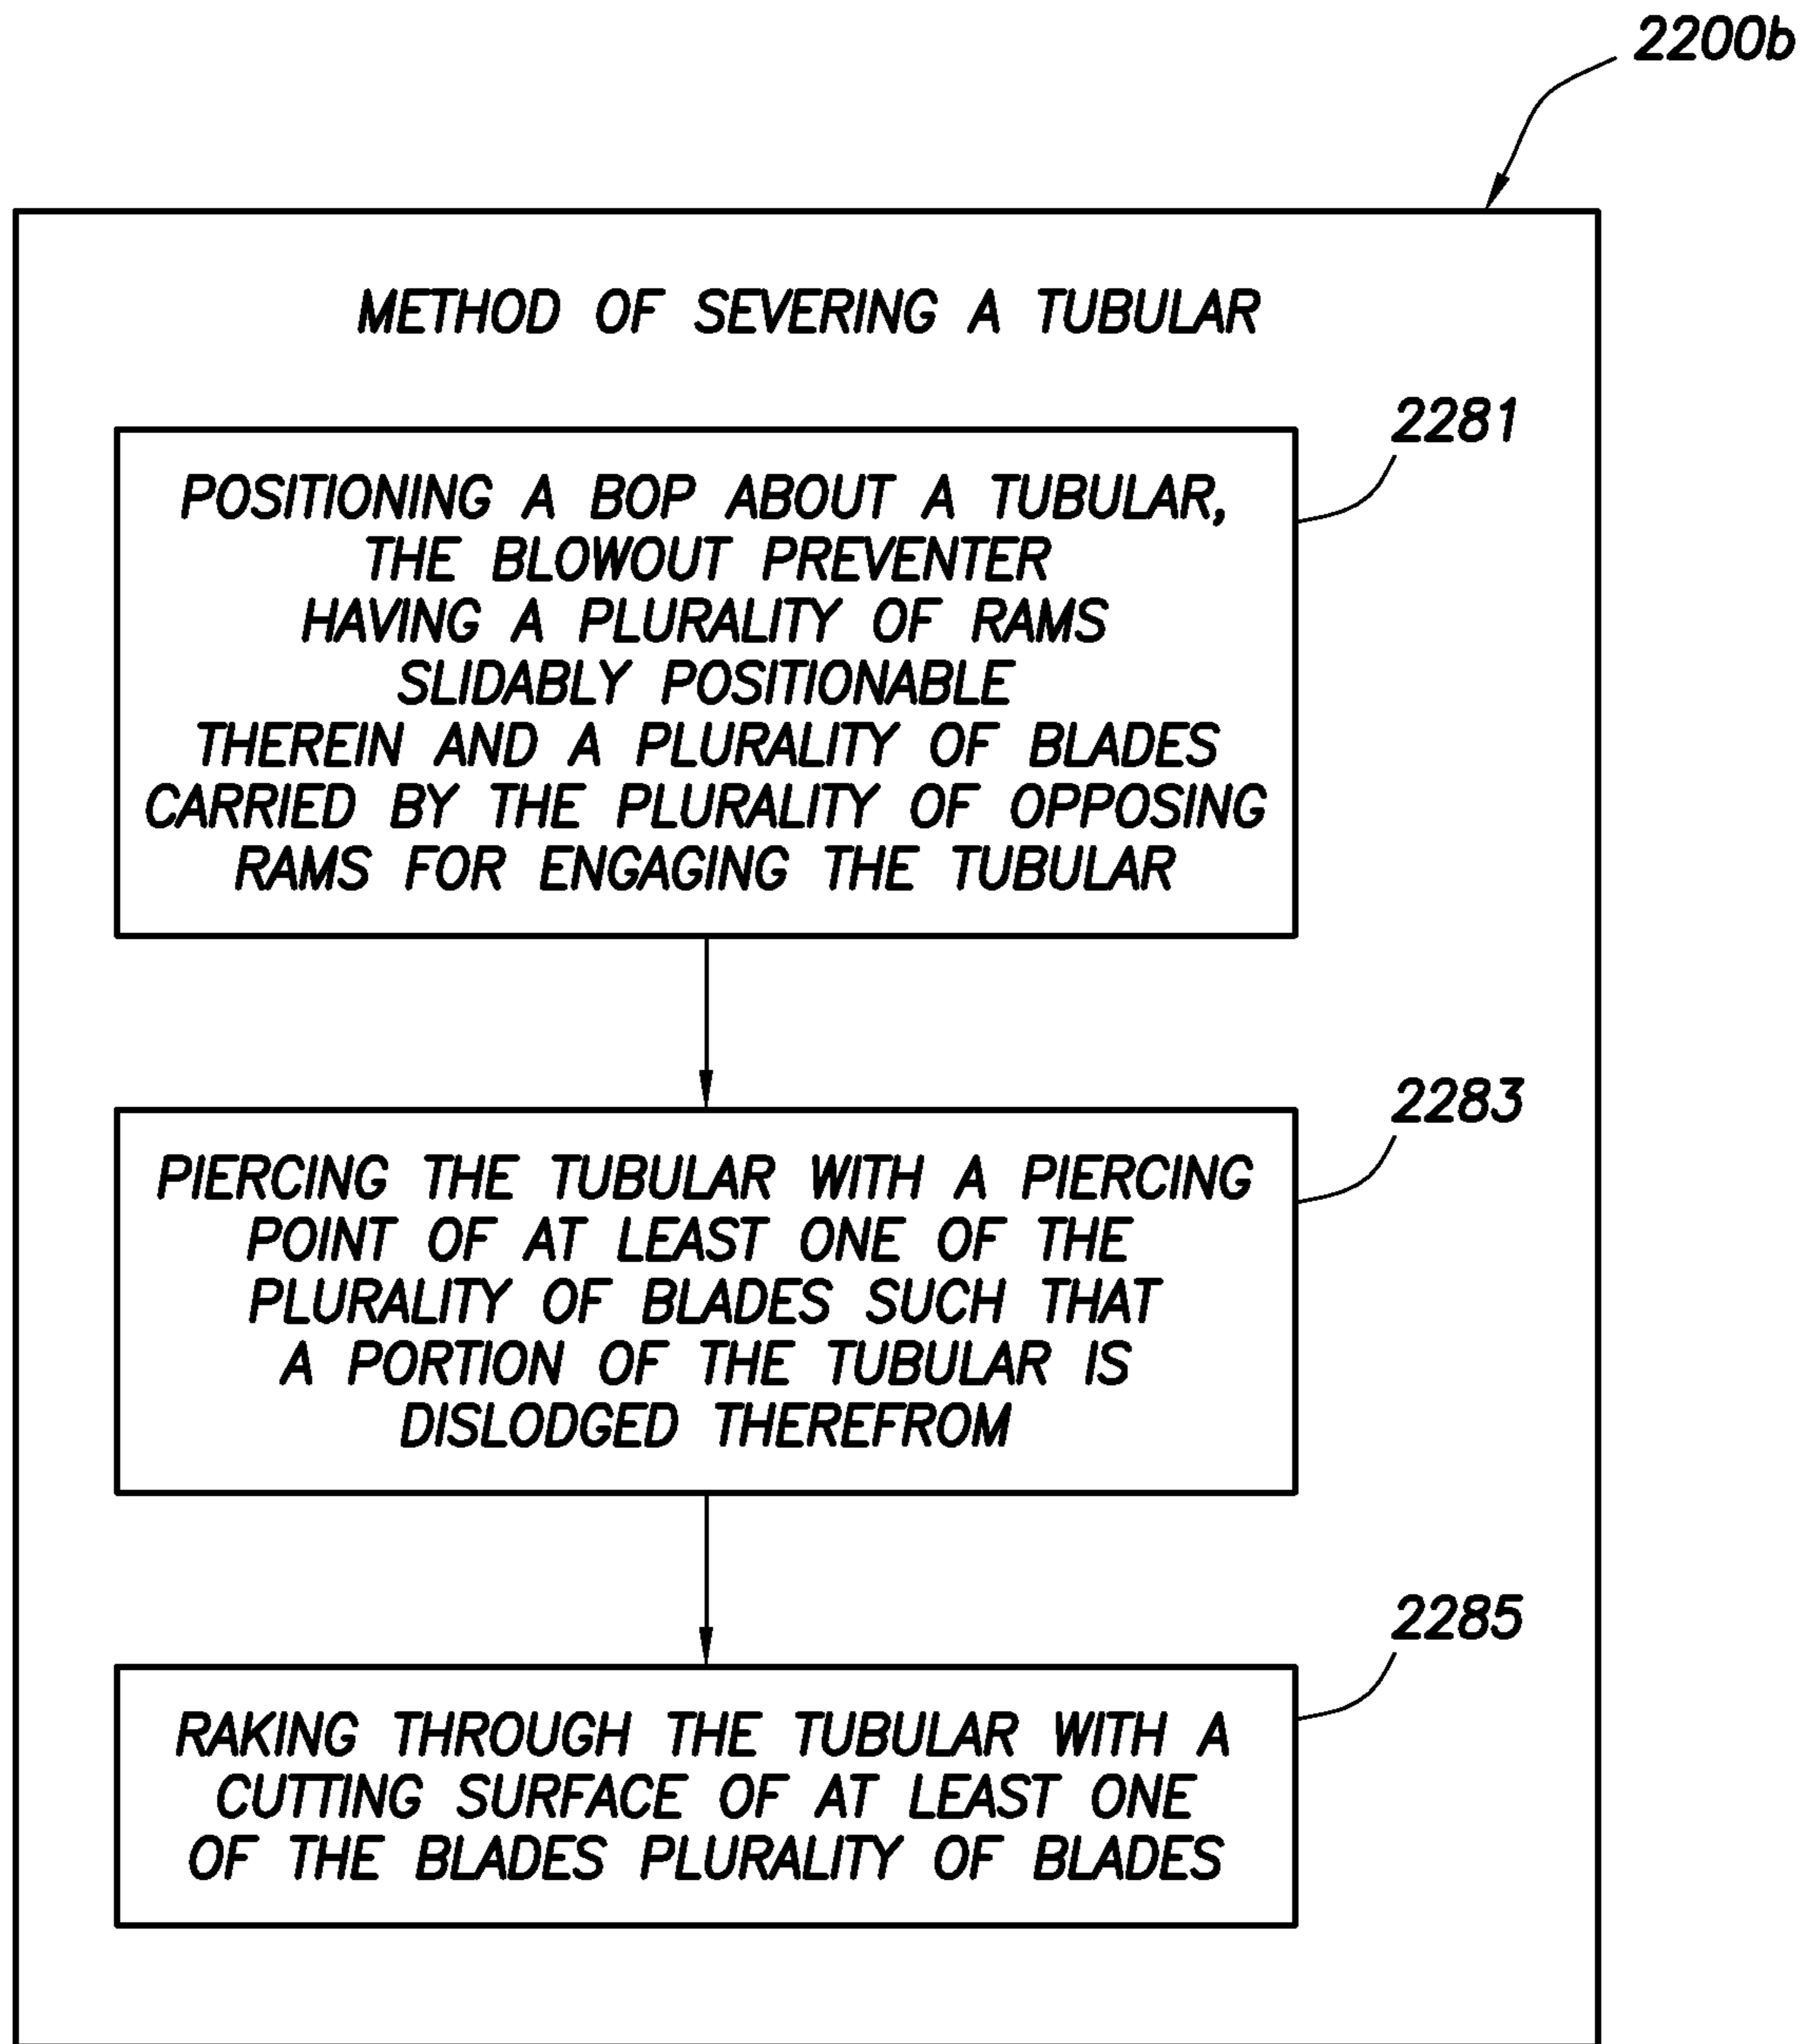 2200b
METHOD OF SEVERING A TUBULAR
2281
POSITIONING A BOP ABOUT A TUBULAR,
THE BLOWOUT PREVENTER
HAVING A PLURALITY OF RAMS
SLIDABLY POSITIONABLE
THEREIN AND A PLURALITY OF BLADES
CARRIED BY THE PLURALITY OF OPPOSING
RAMS FOR ENGAGING THE TUBULAR
2283
PIERCING THE TUBULAR WITH A PIERCING
POINT OF AT LEAST ONE OF THE
PLURALITY OF BLADES SUCH THAT
A PORTION OF THE TUBULAR IS
DISLODGED THEREFROM
2285
RAKING THROUGH THE TUBULAR WITH A
CUTTING SURFACE OF AT LEAST ONE
OF THE BLADES PLURALITY OF BLADES